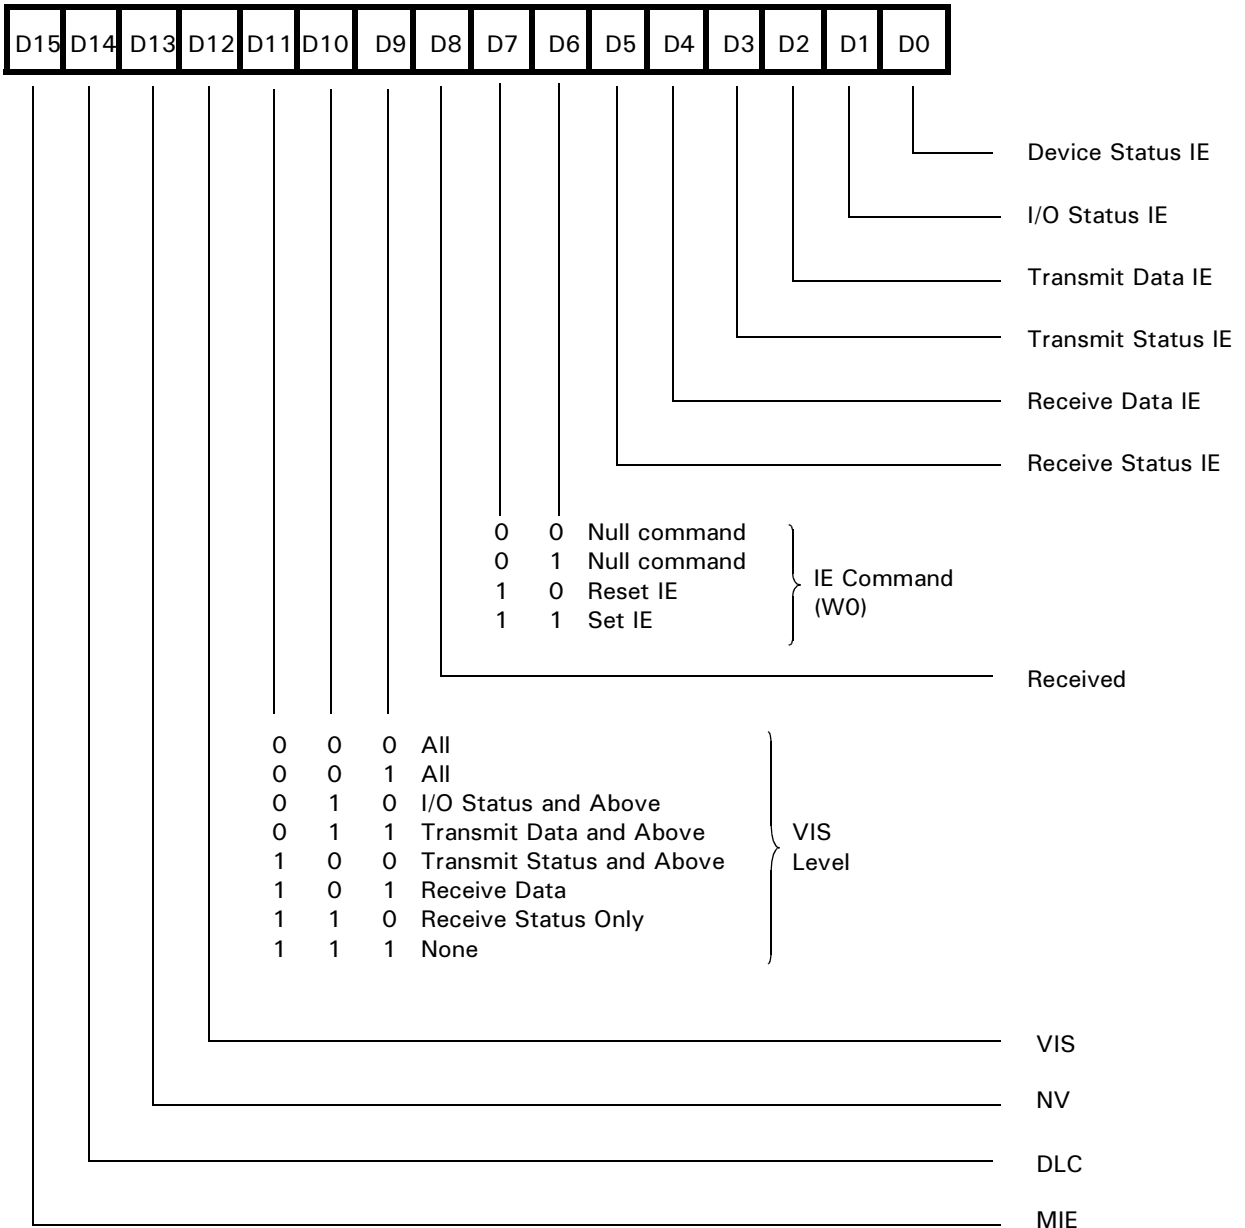 D15 D14 D13 D12 D11 D10 D9 D8 D7 D6 D5 D4 D3 D2 D1 D0
Device Status IE
I/O Status IE
Transmit Data IE
Transmit Status IE
Receive Data IE
Receive Status IE
0 0 Null command
0 1 Null command
1 0 Reset IE
1 1 Set IE
IE Command
(W0)
Received
0 0 0 All
0 0 1 All
0 1 0 I/O Status and Above
0 1 1 Transmit Data and Above
1 0 0 Transmit Status and Above
1 0 1 Receive Data
1 1 0 Receive Status Only
1 1 1 None
VIS
Level
VIS
NV
DLC
MIE